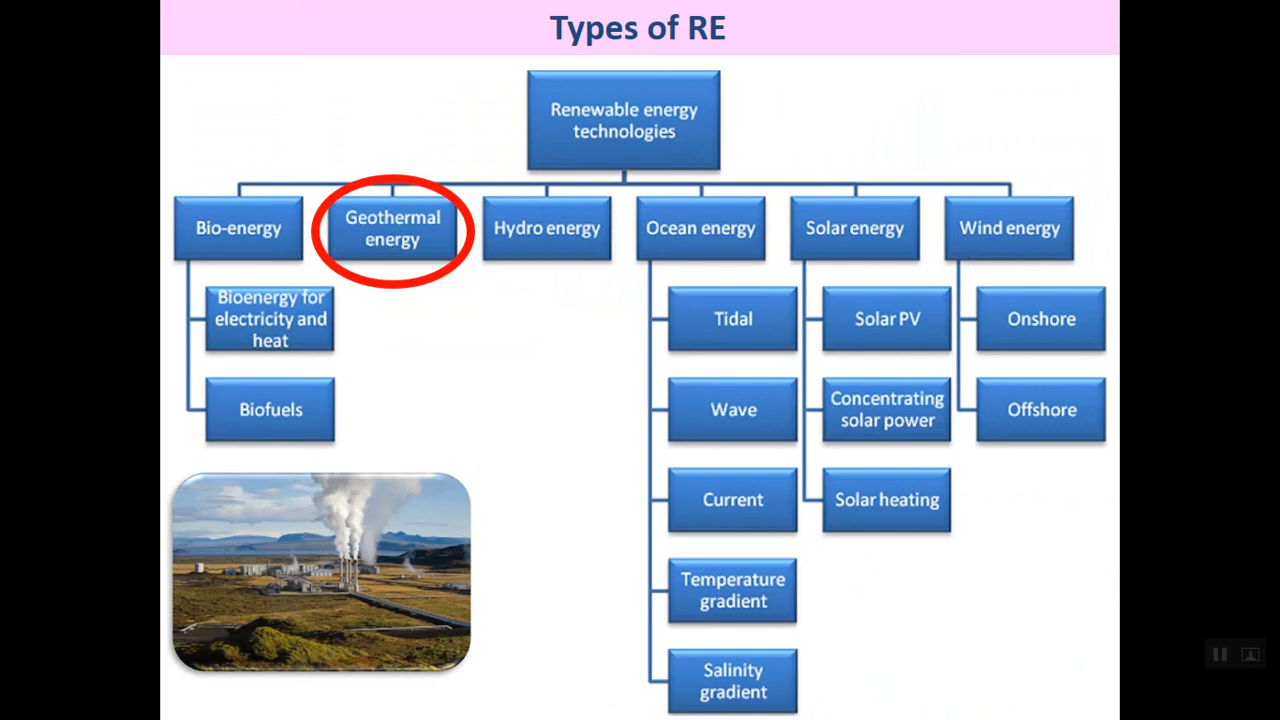 Types of RE
Renewable energy
technologies
Bio-energy
Geothermal
energy
Hydro energy
Ocean energy
Solar energy
Wind energy
Bioenergy for
electricity and
heat
Biofuels
Tidal
Wave
Current
Temperature
gradient
Salinity
gradient
Solar PV
Concentrating
solar power
Solar heating
Onshore
Offshore